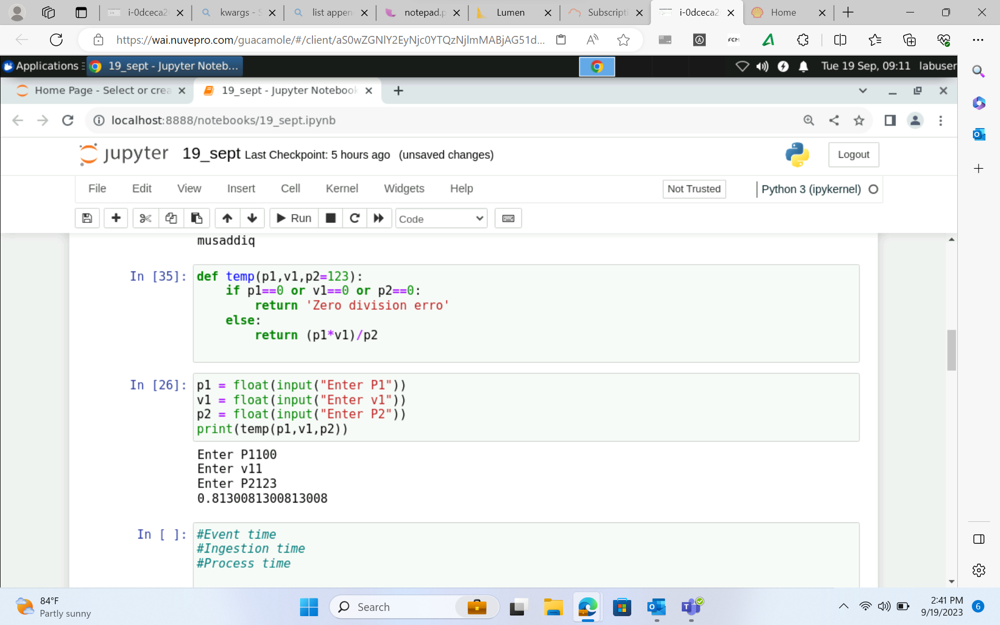 i-0dceca2
kwargs - S
list appen
notepad.p
Lumen
Subscripti
i-0dceca2
Home
https://wai.nuvepro.com/guacamole/#/client/aS0wZGNlY2EyNjc0YTQzNjlmMABjAG51d...
Applications
19_sept - Jupyter Noteb...
Tue 19 Sep, 09:11 labuser
Home Page - Select or crea
19_sept - Jupyter Notebook
localhost:8888/notebooks/19_sept.ipynb
jupyter 19_sept Last Checkpoint: 5 hours ago (unsaved changes)
Logout
File Edit View Insert Cell Kernel Widgets Help
Not Trusted
Python 3 (ipykernel)
Run
Code
musaddiq
In [35]: def temp(p1,v1,p2=123):
    if p1==0 or v1==0 or p2==0:
        return 'Zero division erro'
    else:
        return (p1*v1)/p2
In [26]: p1 = float(input("Enter P1"))
v1 = float(input("Enter v1"))
p2 = float(input("Enter P2"))
print(temp(p1,v1,p2))
Enter P1100
Enter v11
Enter P2123
0.8130081300813008
In [ ]: #Event time
#Ingestion time
#Process time
84°F
Partly sunny
Search
2:41 PM
9/19/2023
6